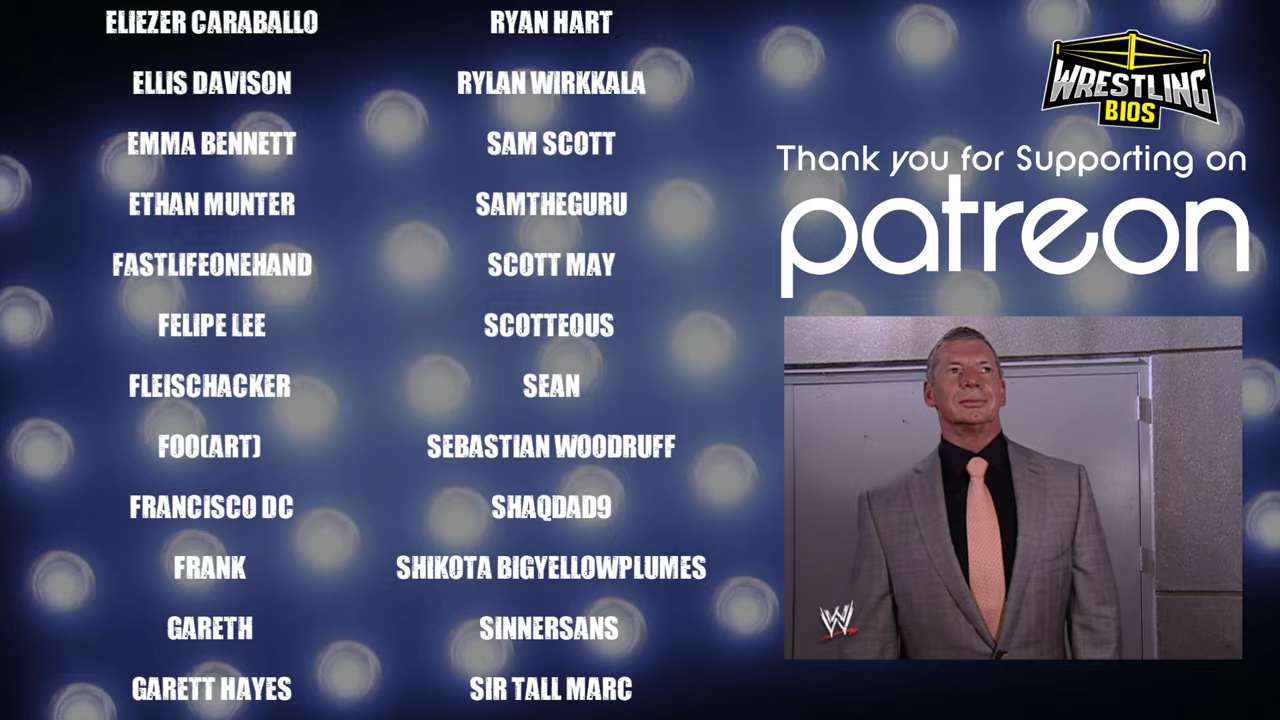 ELIEZER CARABALLO
ELLIS DAVISON
EMMA BENNETT
ETHAN MUNTER
FASTLIFEONEHAND
FELIPE LEE
FLEISCHACKER
FOO(ART)
FRANCISCO DC
FRANK
GARETH
GARETT HAYES
RYAN HART
RYLAN WIRKKALA
SAM SCOTT
SAMTHEGURU
SCOTT MAY
SCOTTEOUS
SEAN
SEBASTIAN WOODRUFF
SHAQDAD9
SHIKOTA BIGYELLOWPLUMES
SINNERSANS
SIR TALL MARC
WRESTLING
BIOS
Thank you for Supporting on
patreon
W